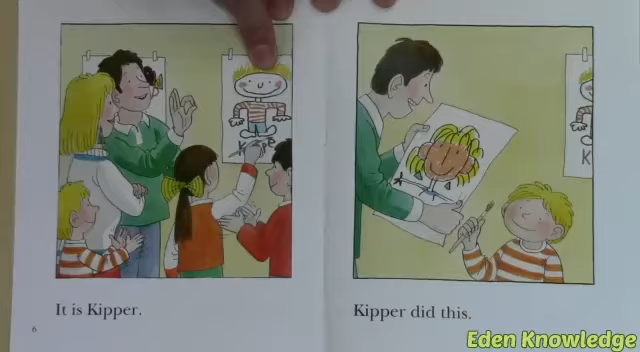 It is Kipper.
6
Kipper did this.
Eden Knowledge